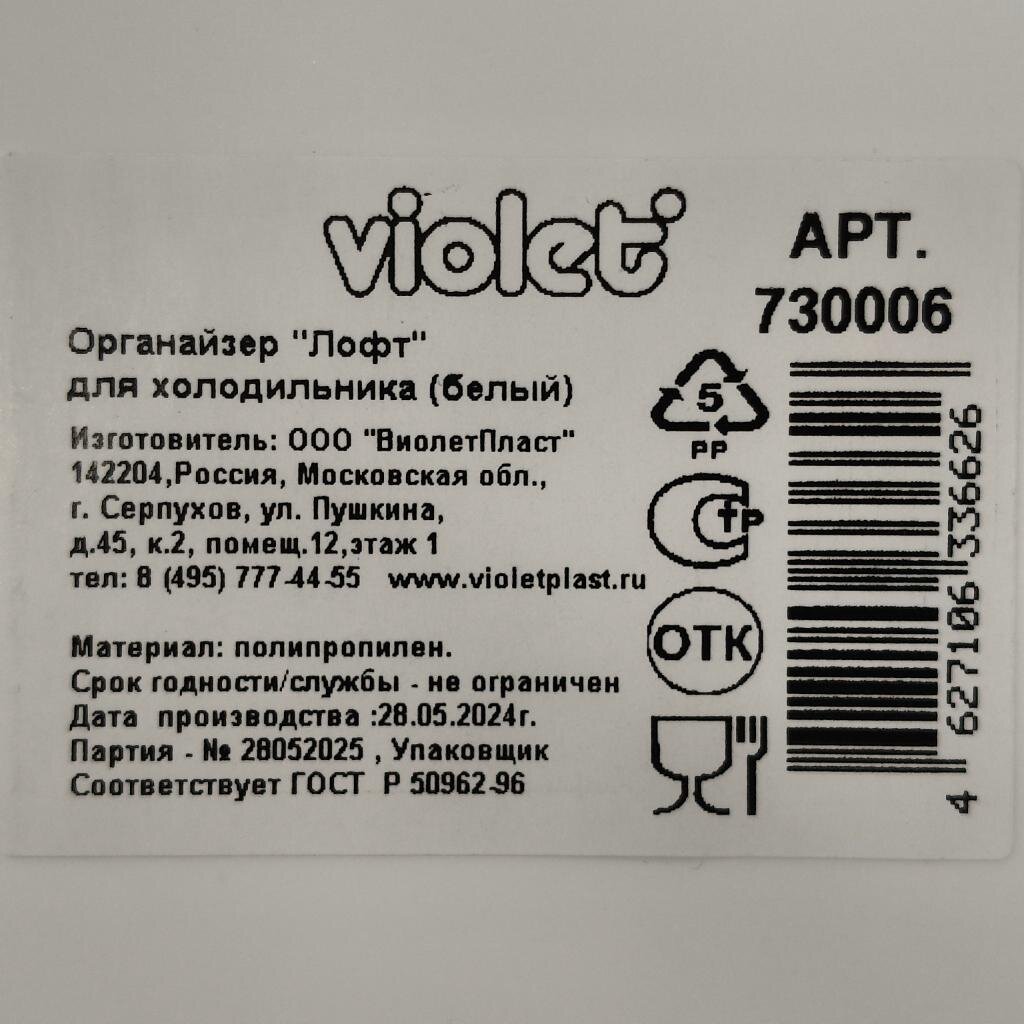 violet
АРТ.
730006
Органайзер "Лофт"
для холодильника (белый)
Изготовитель: ООО "ВиолетПласт"
142204,Россия, Московская обл.,
г. Серпухов, ул. Пушкина,
д.45, к.2, помещ.12,этаж 1
тел: 8 (495) 777-44-55 www.violetplast.ru
Материал: полипропилен.
Срок годности/службы - не ограничен
Дата производства :28.05.2024г.
Партия - № 28052025 , Упаковщик
Соответствует ГОСТ Р 50962-96
5
PP
СТР
ОТК
4 627106 336626